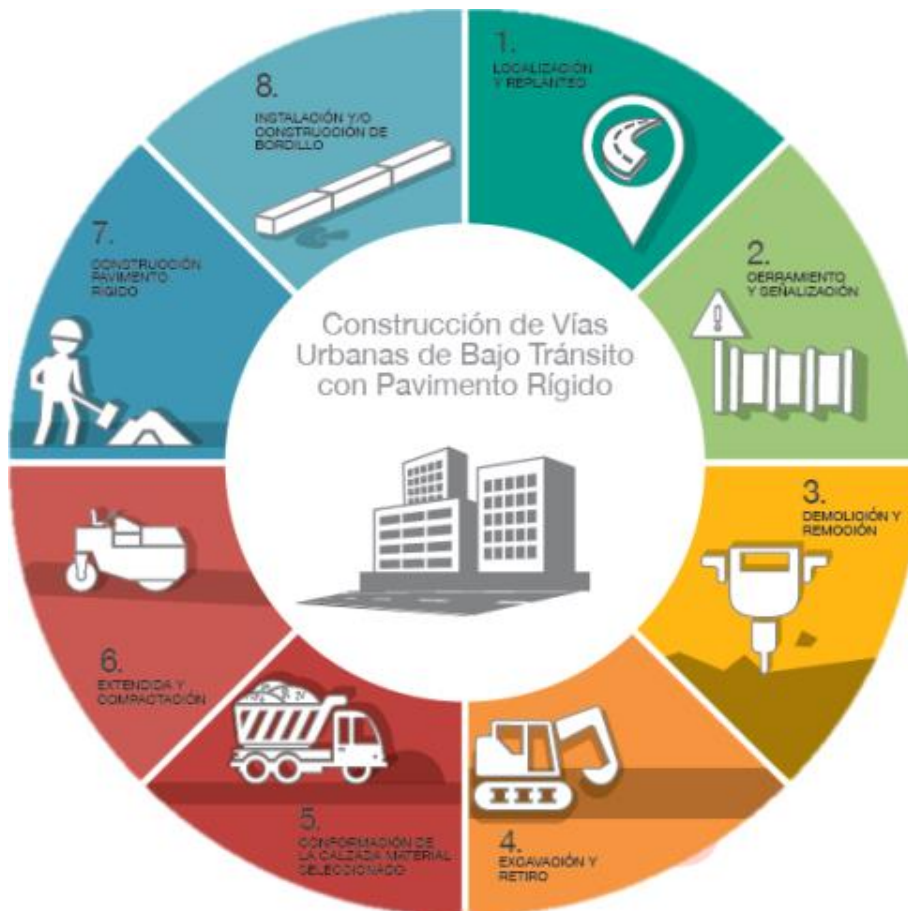 1.
LOCALIZACIÓN
Y REPLANTEO
2.
CERRAMIENTO
Y SEÑALIZACIÓN
3.
DEMOLICIÓN Y
REMOCIÓN
4.
EXCAVACIÓN Y
RETIRO
5.
CONFORMACIÓN DE
LA CALZADA MATERIAL
SELECCIONADO
6.
EXTENDIDA Y
COMPACTACIÓN
7.
CONSTRUCCIÓN
PAVIMENTO
RÍGIDO
8.
INSTALACIÓN Y/O
CONSTRUCCIÓN DE
BORDILLO
Construcción de Vías
Urbanas de Bajo Tránsito
con Pavimento Rígido